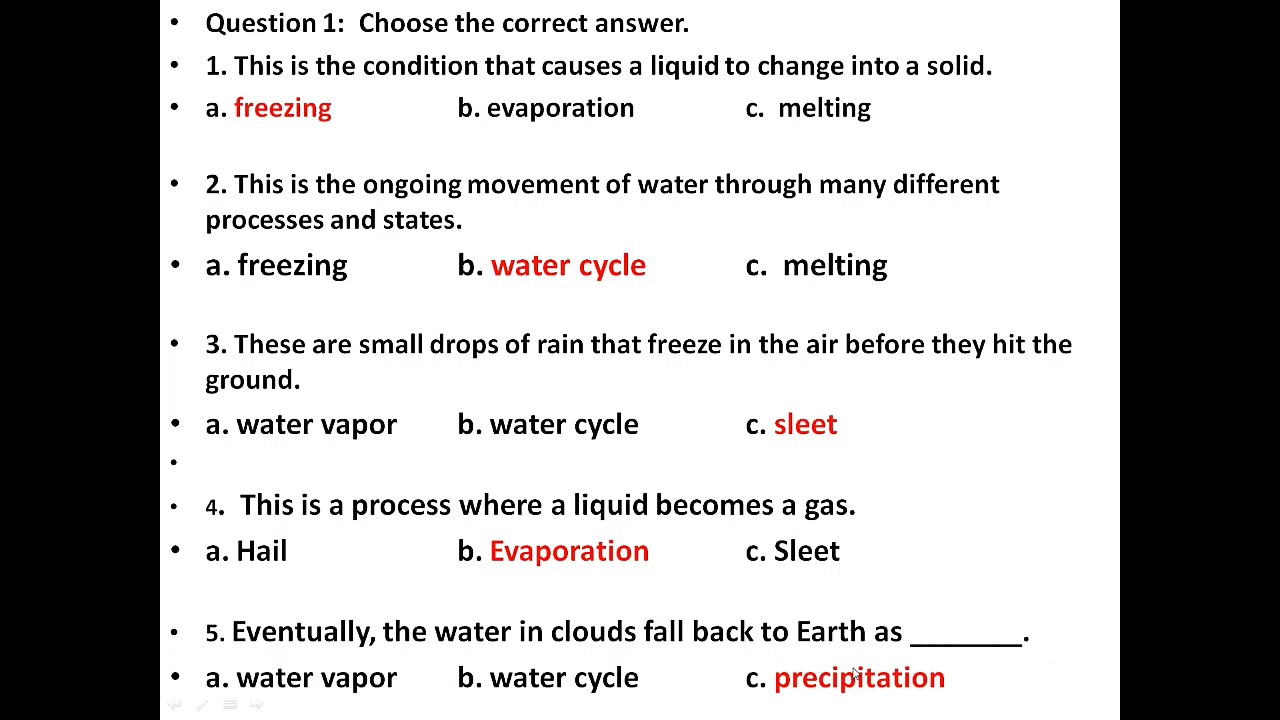 • Question 1: Choose the correct answer.
• 1. This is the condition that causes a liquid to change into a solid.
• a. freezing b. evaporation c. melting
• 2. This is the ongoing movement of water through many different
processes and states.
• a. freezing b. water cycle c. melting
• 3. These are small drops of rain that freeze in the air before they hit the
ground.
• a. water vapor b. water cycle c. sleet
•
• 4. This is a process where a liquid becomes a gas.
• a. Hail b. Evaporation c. Sleet
• 5. Eventually, the water in clouds fall back to Earth as _______.
• a. water vapor b. water cycle c. precipitation